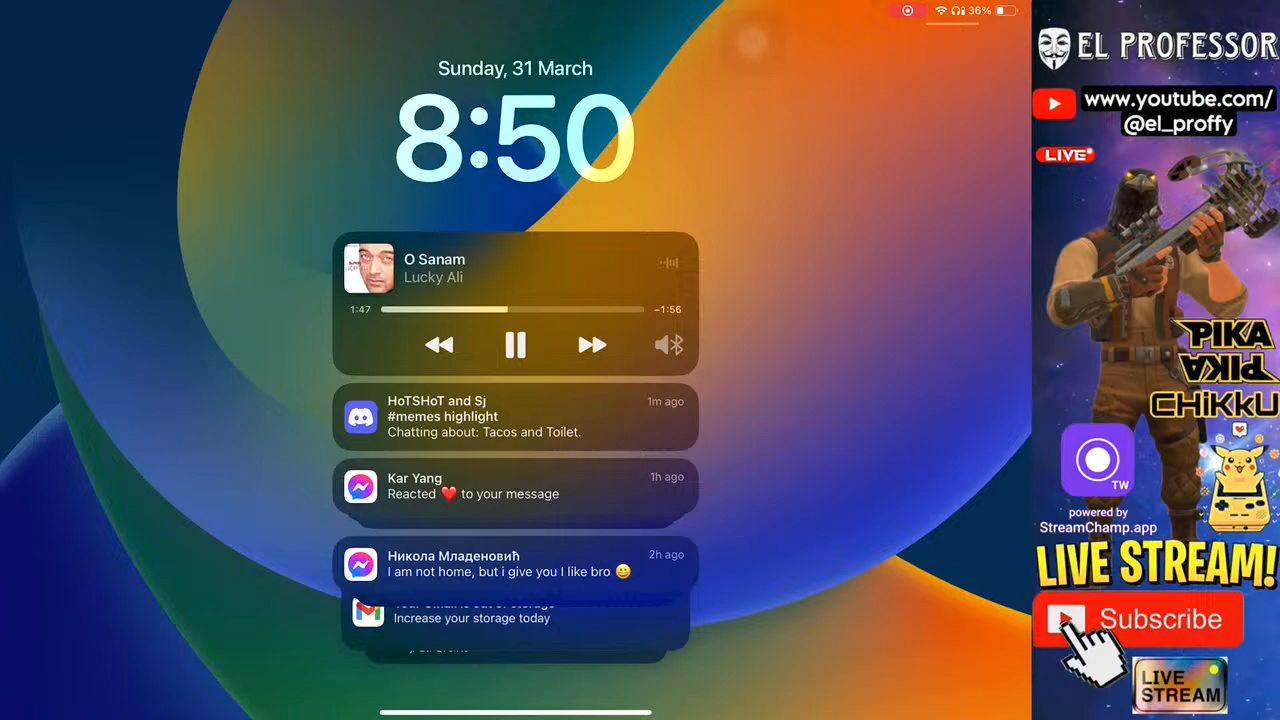 36%
Sunday, 31 March
8:50
O Sanam
Lucky Ali
1:47
−1:56
HoTSHoT and Sj
1m ago
#memes highlight
Chatting about: Tacos and Toilet.
Kar Yang
1h ago
Reacted ❤️ to your message
Никола Младеновић
2h ago
I am not home, but i give you I like bro 😀
Increase your storage today
EL PROFESSOR
www.youtube.com/
@el_proffy
LIVE
PIKA
PIKA
CHiKKU
TW
powered by
StreamChamp.app
LIVE STREAM!
Subscribe
LIVE
STREAM